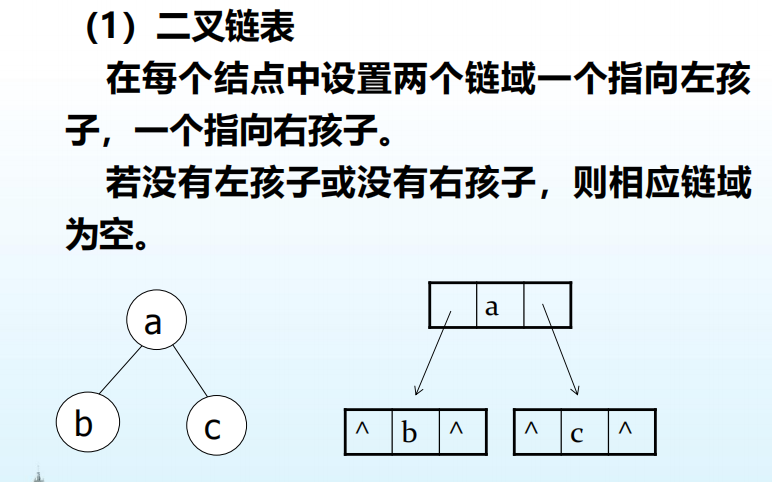 （1）二叉链表
在每个结点中设置两个链域一个指向左孩
子，一个指向右孩子。
若没有左孩子或没有右孩子，则相应链域
为空。
a
b
c
a
^ b ^
^ c ^